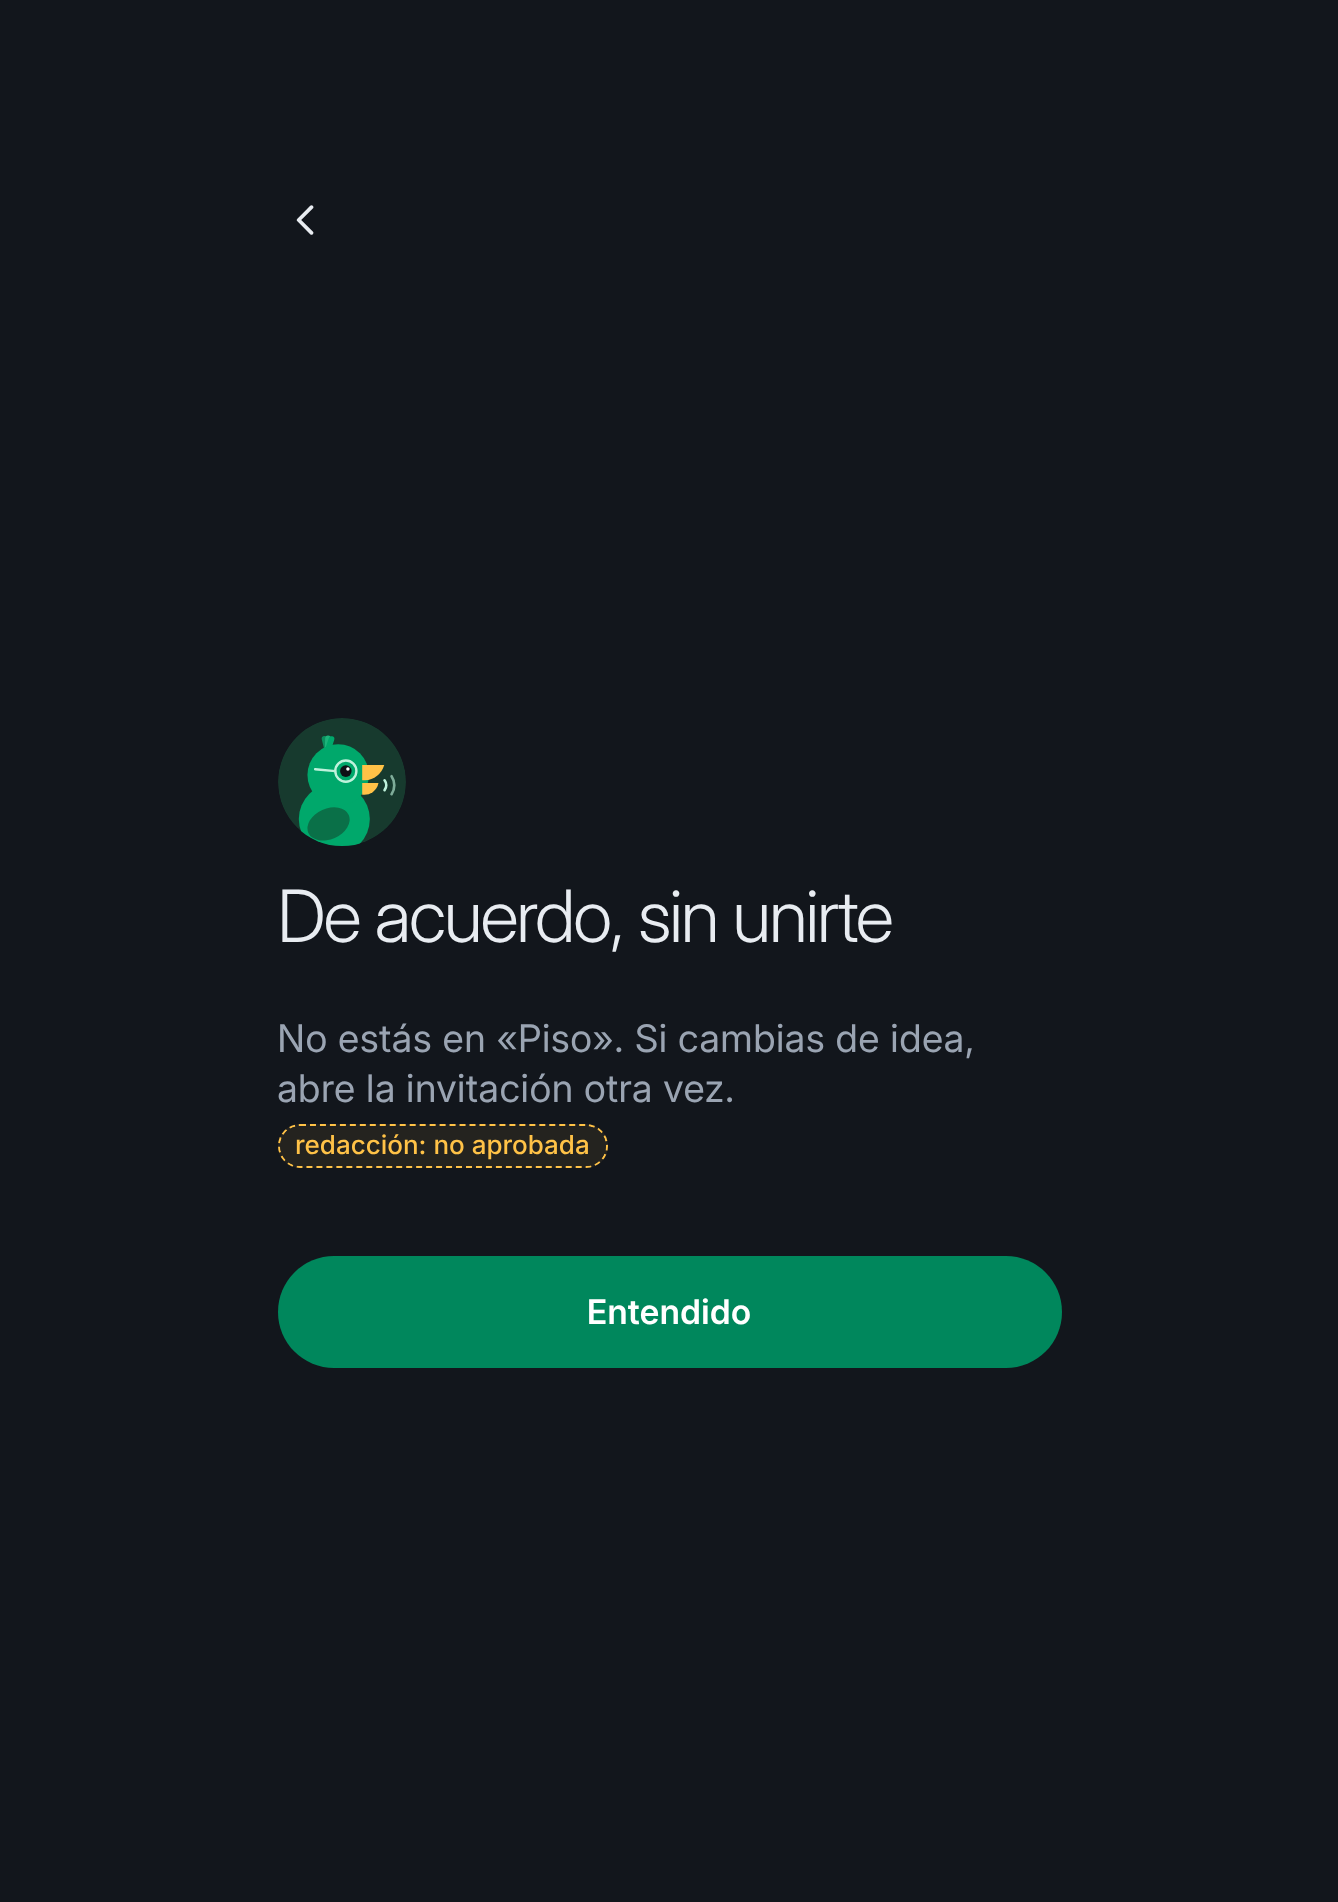 De acuerdo, sin unirte
No estás en «Piso». Si cambias de idea,
abre la invitación otra vez.
redacción: no aprobada
Entendido